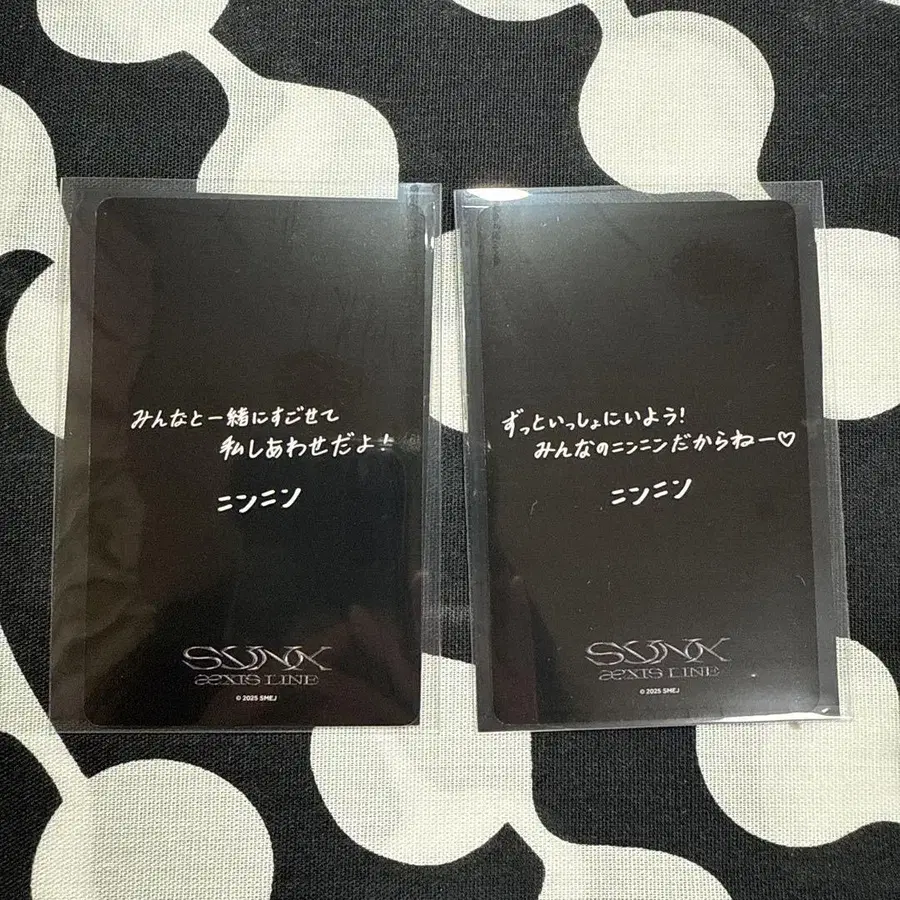 みんなと一緒にすごせて
私しあわせだよ!
ニンニン
SYNK
æXIS LINE
© 2025 SMEJ
ずっといっしょにいよう!
みんなのニンニンだからねー♡
ニンニン
SYNK
æXIS LINE
© 2025 SMEJ